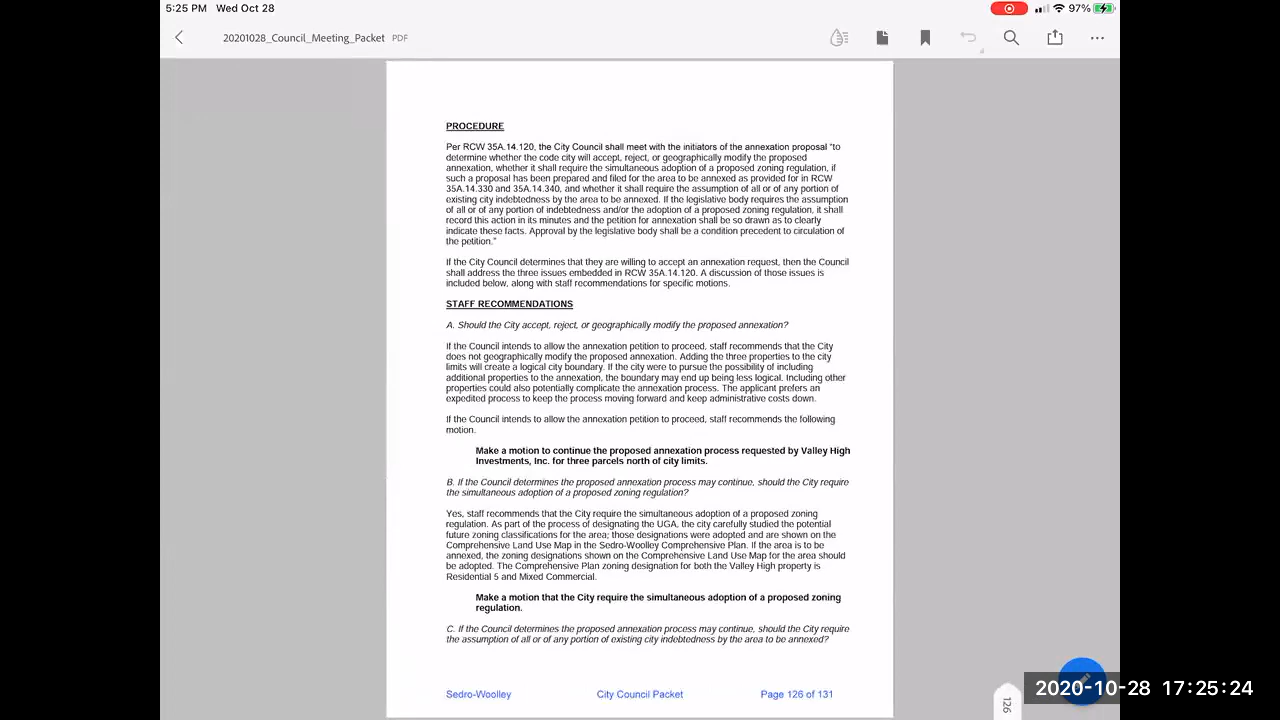 5:25 PM Wed Oct 28
97%
20201028_Council_Meeting_Packet PDF
PROCEDURE
Per RCW 35A.14.120, the City Council shall meet with the initiators of the annexation proposal "to
determine whether the code city will accept, reject, or geographically modify the proposed
annexation, whether it shall require the simultaneous adoption of a proposed zoning regulation, if
such a proposal has been prepared and filed for the area to be annexed as provided for in RCW
35A.14.330 and 35A.14.340, and whether it shall require the assumption of all or of any portion of
existing city indebtedness by the area to be annexed. If the legislative body requires the assumption
of all or of any portion of indebtedness and/or the adoption of a proposed zoning regulation, it shall
record this action in its minutes and the petition for annexation shall be so drawn as to clearly
indicate these facts. Approval by the legislative body shall be a condition precedent to circulation of
the petition."
If the City Council determines that they are willing to accept an annexation request, then the Council
shall address the three issues embedded in RCW 35A.14.120. A discussion of those issues is
included below, along with staff recommendations for specific motions.
STAFF RECOMMENDATIONS
A. Should the City accept, reject, or geographically modify the proposed annexation?
If the Council intends to allow the annexation petition to proceed, staff recommends that the City
does not geographically modify the proposed annexation. Adding the three properties to the city
limits will create a logical city boundary. If the city were to pursue the possibility of including
additional properties to the annexation, the boundary may end up being less logical. Including other
properties could also potentially complicate the annexation process. The applicant prefers an
expedited process to keep the process moving forward and keep administrative costs down.
If the Council intends to allow the annexation petition to proceed, staff recommends the following
motion.
Make a motion to continue the proposed annexation process requested by Valley High
Investments, Inc. for three parcels north of city limits.
B. If the Council determines the proposed annexation process may continue, should the City require
the simultaneous adoption of a proposed zoning regulation?
Yes, staff recommends that the City require the simultaneous adoption of a proposed zoning
regulation. As part of the process of designating the UGA, the city carefully studied the potential
future zoning classifications for the area; those designations were adopted and are shown on the
Comprehensive Land Use Map in the Sedro-Woolley Comprehensive Plan. If the area is to be
annexed, the zoning designations shown on the Comprehensive Land Use Map for the area should
be adopted. The Comprehensive Plan zoning designation for both the Valley High property is
Residential 5 and Mixed Commercial.
Make a motion that the City require the simultaneous adoption of a proposed zoning
regulation.
C. If the Council determines the proposed annexation process may continue, should the City require
the assumption of all or of any portion of existing city indebtedness by the area to be annexed?
Sedro-Woolley City Council Packet Page 126 of 131
126
2020-10-28 17:25:24